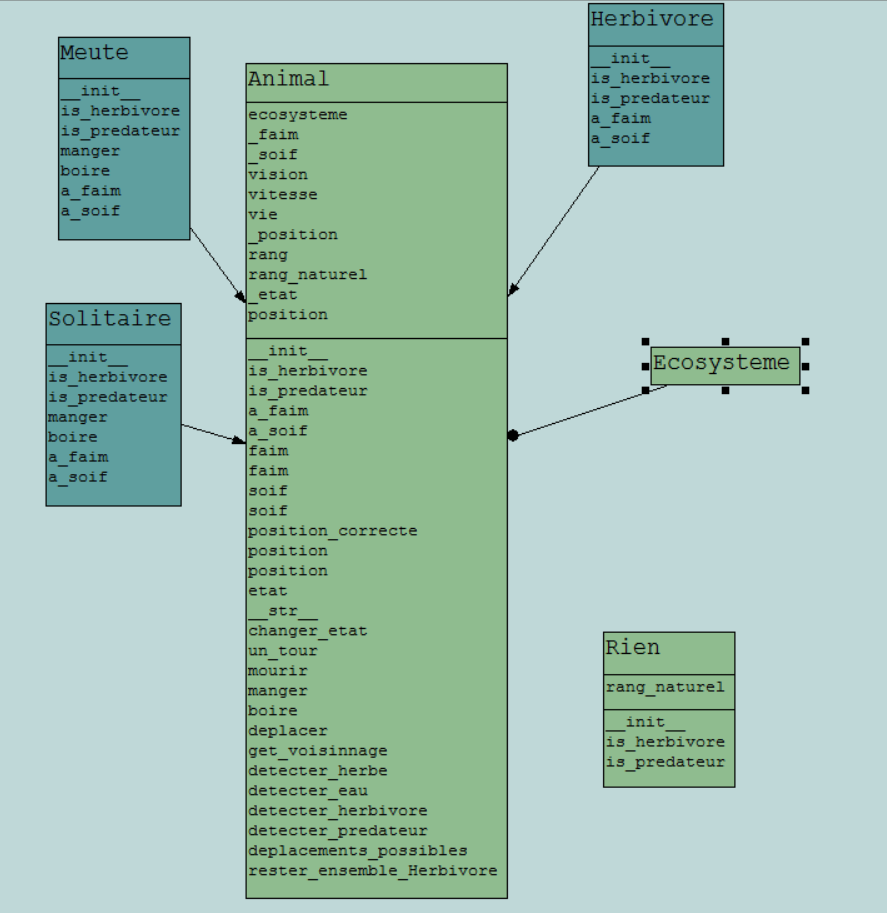 Meute
__init__
is_herbivore
is_predateur
manger
boire
a_faim
a_soif
Animal
ecosysteme
_faim
_soif
vision
vitesse
vie
_position
rang
rang_naturel
_etat
position
__init__
is_herbivore
is_predateur
a_faim
a_soif
faim
faim
soif
soif
position_correcte
position
position
etat
__str__
changer_etat
un_tour
mourir
manger
boire
deplacer
get_voisinnage
detecter_herbe
detecter_eau
detecter_herbivore
detecter_predateur
deplacements_possibles
rester_ensemble_Herbivore
Herbivore
__init__
is_herbivore
is_predateur
a_faim
a_soif
Solitaire
__init__
is_herbivore
is_predateur
manger
boire
a_faim
a_soif
Ecosysteme
Rien
rang_naturel
__init__
is_herbivore
is_predateur